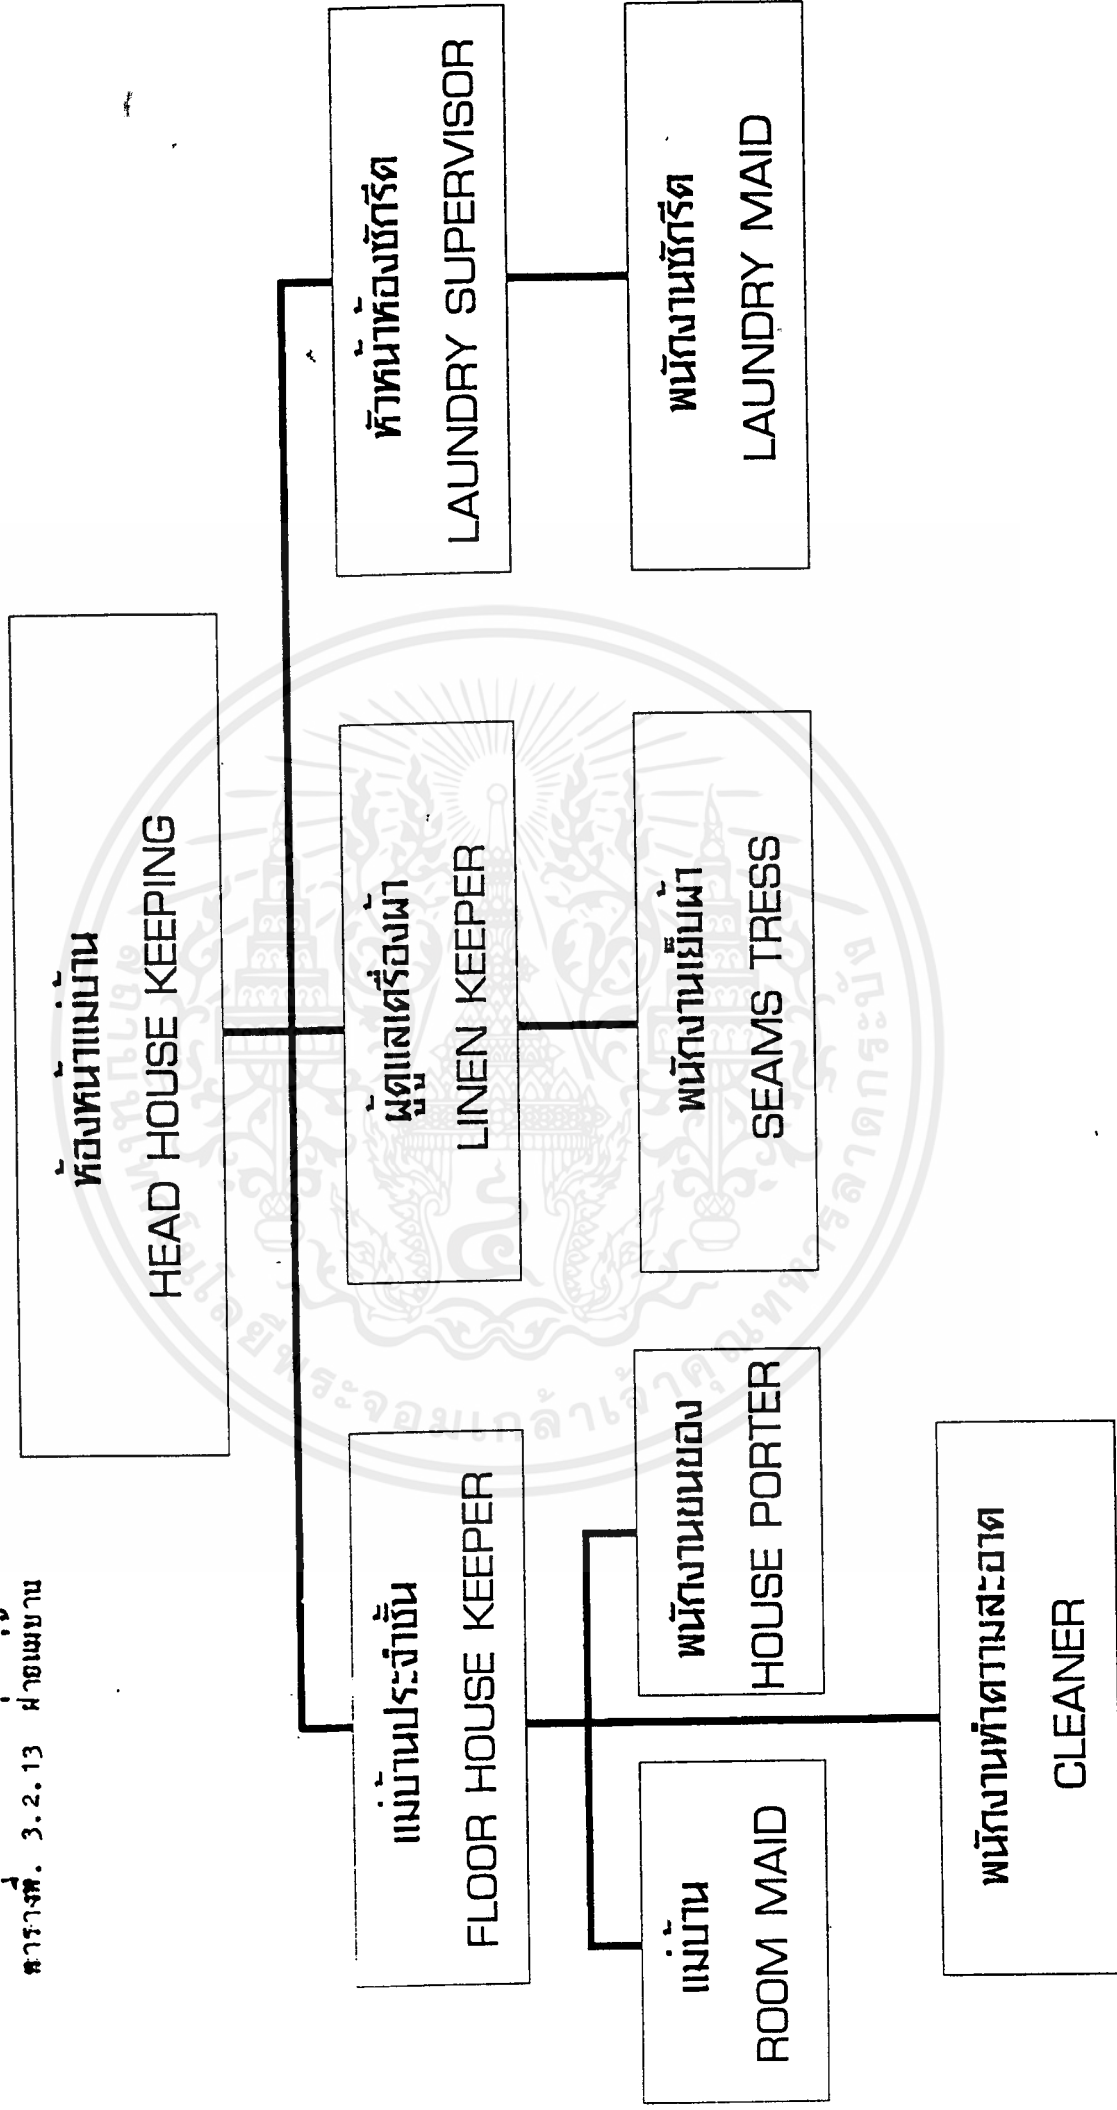 ตารางที่. 3.2.13 ฝ่ายแม่บ้าน
ห้องหน้าแม่บ้าน
HEAD HOUSE KEEPING
แม่บ้านประจำชั้น
FLOOR HOUSE KEEPER
ผู้ดูแลเครื่องผ้า
LINEN KEEPER
หัวหน้าห้องซักรีด
LAUNDRY SUPERVISOR
แม่บ้าน
ROOM MAID
พนักงานขนของ
HOUSE PORTER
พนักงานเย็บผ้า
SEAMS TRESS
พนักงานซักรีด
LAUNDRY MAID
พนักงานทำความสะอาด
CLEANER